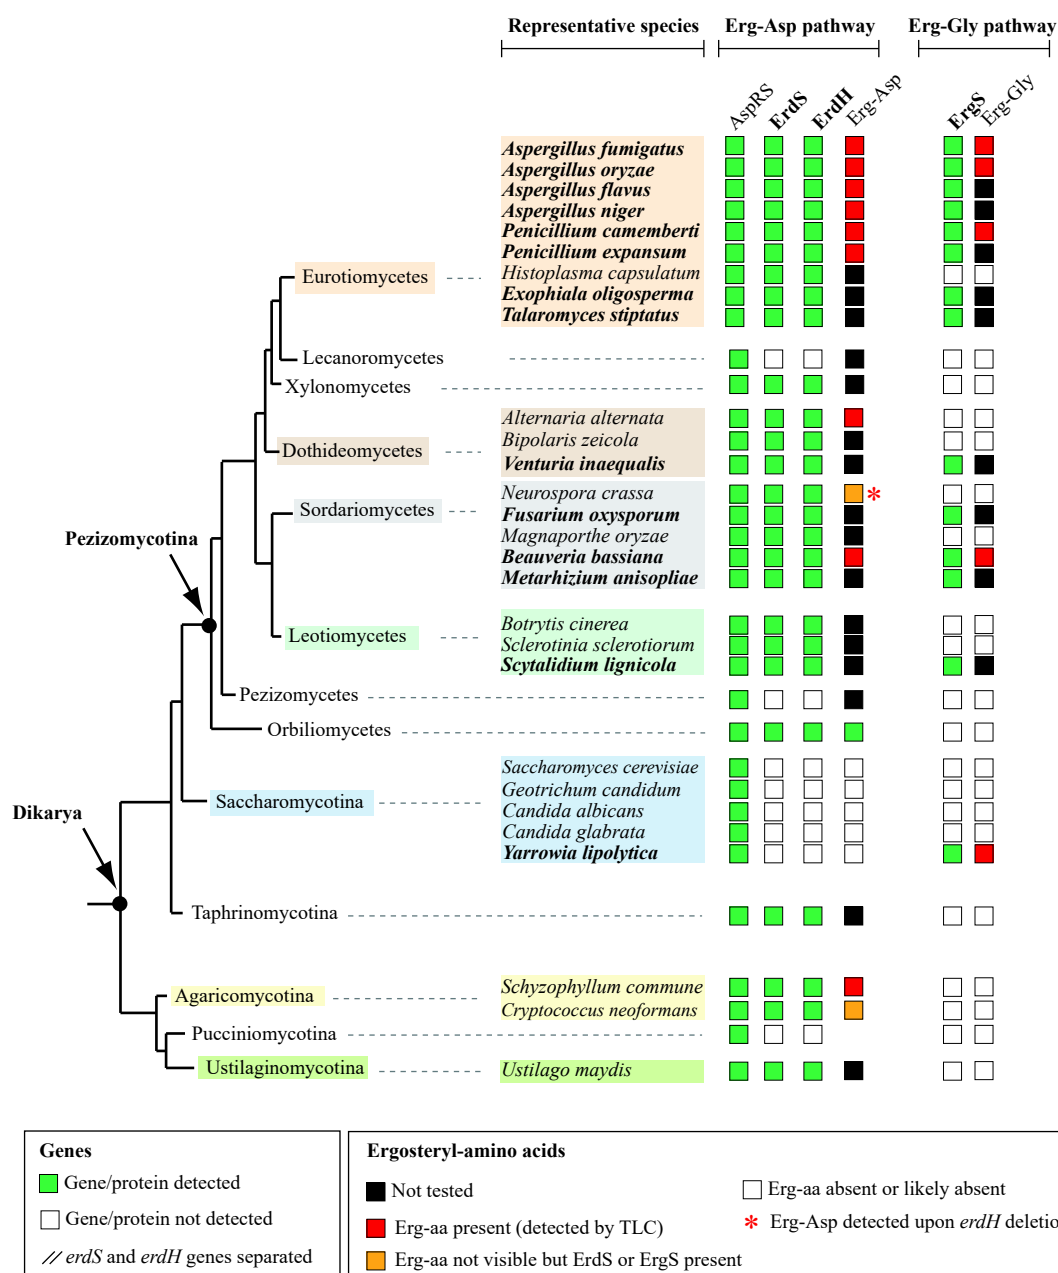 Representative species
Erg-Asp pathway
Erg-Gly pathway
AspRS
ErdS
ErdH
Erg-Asp
ErgS
Erg-Gly
Aspergillus fumigatus
Aspergillus oryzae
Aspergillus flavus
Aspergillus niger
Penicillium camemberti
Penicillium expansum
Eurotiomycetes
Histoplasma capsulatum
Exophiala oligosperma
Talaromyces stiptatus
Lecanoromycetes
Xylonomycetes
Alternaria alternata
Bipolaris zeicola
Dothideomycetes
Venturia inaequalis
Neurospora crassa
*
Sordariomycetes
Fusarium oxysporum
Magnaporthe oryzae
Pezizomycotina
Beauveria bassiana
Metarhizium anisopliae
Botrytis cinerea
Leotiomycetes
Sclerotinia sclerotiorum
Scytalidium lignicola
Pezizomycetes
Orbiliomycetes
Saccharomyces cerevisiae
Geotrichum candidum
Saccharomycotina
Candida albicans
Dikarya
Candida glabrata
Yarrowia lipolytica
Taphrinomycotina
Agaricomycotina
Schyzophyllum commune
Cryptococcus neoformans
Pucciniomycotina
Ustilaginomycotina
Ustilago maydis
Genes
Gene/protein detected
Gene/protein not detected
// erdS and erdH genes separated
Ergosteryl-amino acids
Not tested
Erg-aa present (detected by TLC)
Erg-aa not visible but ErdS or ErgS present
Erg-aa absent or likely absent
* Erg-Asp detected upon erdH deletio